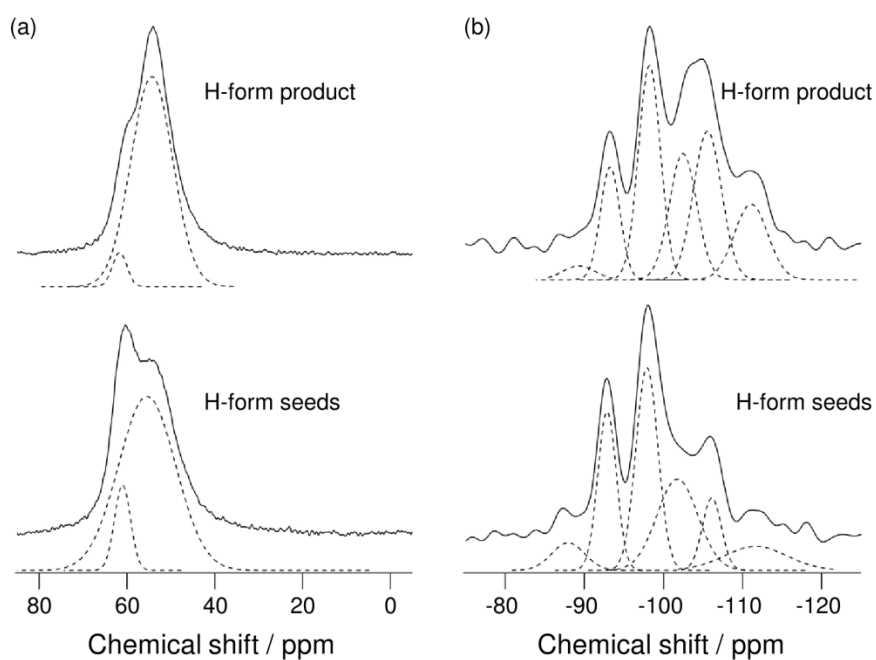 (a)
H-form product
H-form seeds
80 60 40 20 0
Chemical shift / ppm
(b)
H-form product
H-form seeds
-80 -90 -100 -110 -120
Chemical shift / ppm